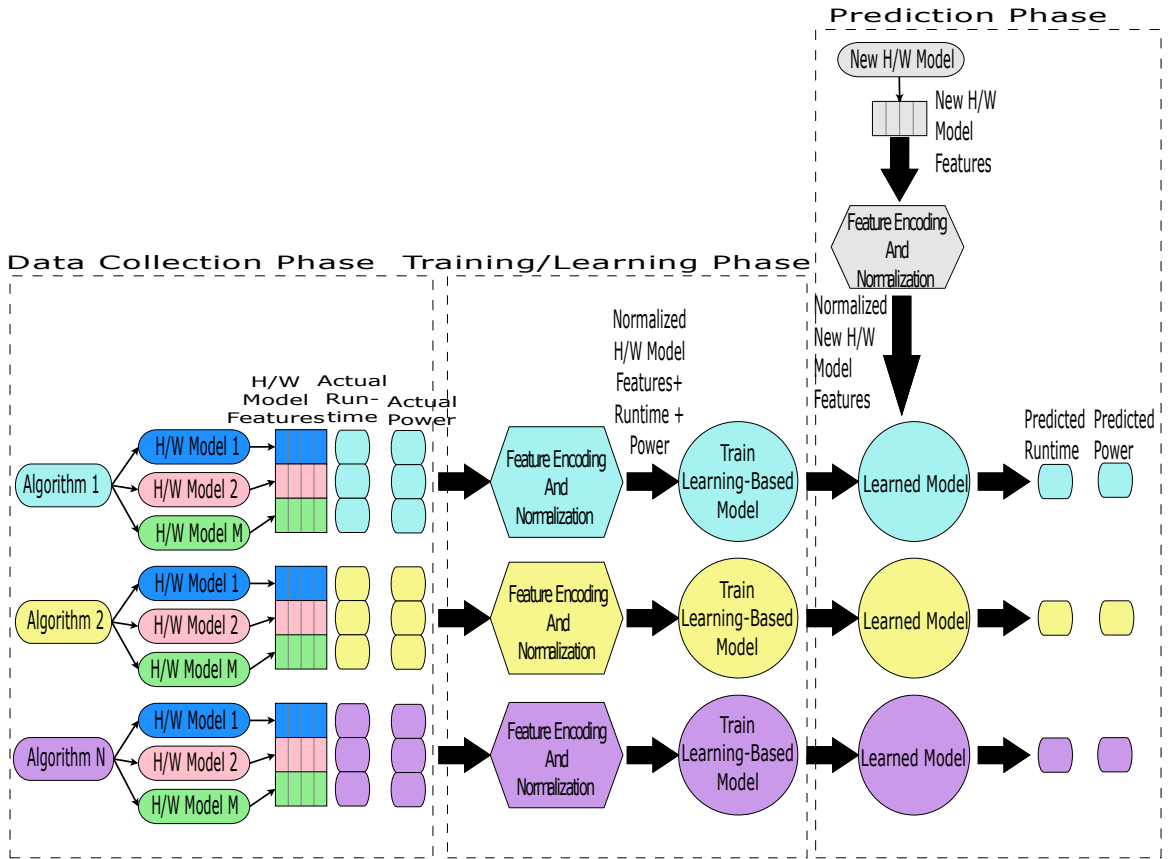 Prediction Phase
New H/W Model
New H/W
Model
Features
Feature Encoding
And
Normalization
Data Collection Phase
Training/Learning Phase
Normalized
New H/W
Model
Features
Normalized
H/W Model
Features+
Runtime +
Power
H/W
Model
Features
Actual
Run-
time
Actual
Power
Algorithm 1
H/W Model 1
H/W Model 2
H/W Model M
Feature Encoding
And
Normalization
Train
Learning-Based
Model
Learned Model
Predicted
Runtime
Predicted
Power
Algorithm 2
H/W Model 1
H/W Model 2
H/W Model M
Feature Encoding
And
Normalization
Train
Learning-Based
Model
Learned Model
Algorithm N
H/W Model 1
H/W Model 2
H/W Model M
Feature Encoding
And
Normalization
Train
Learning-Based
Model
Learned Model